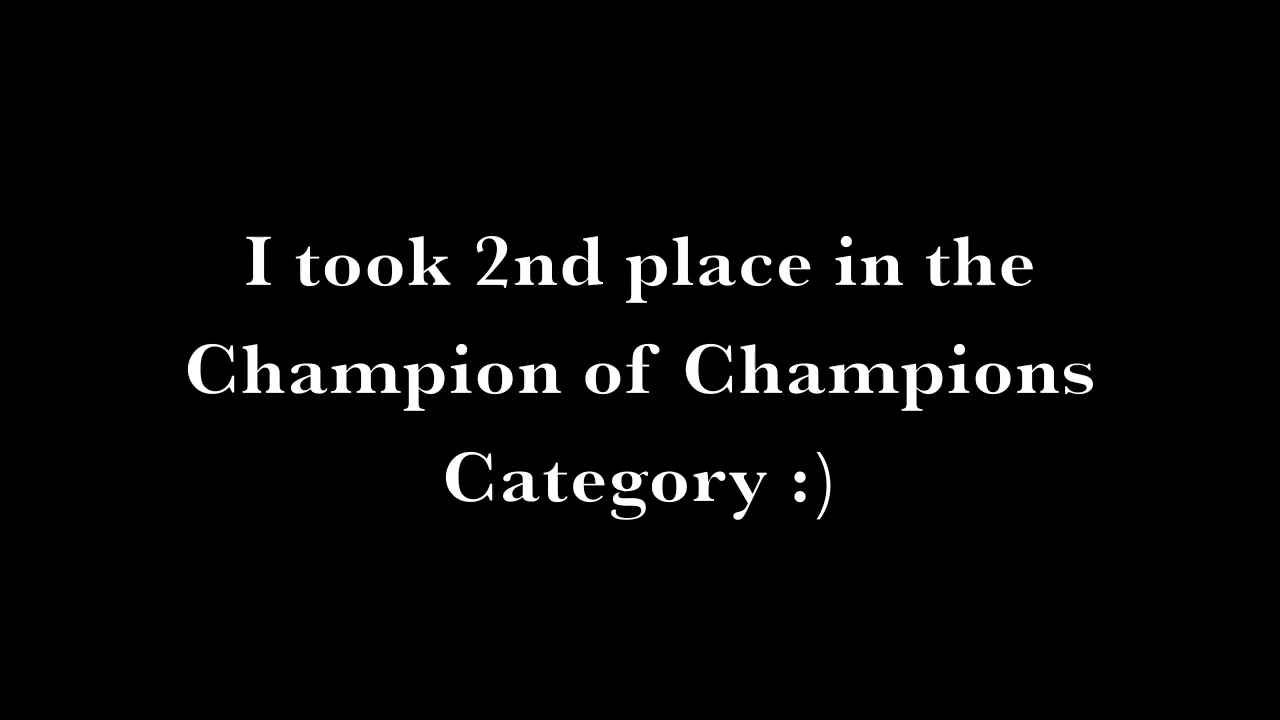 I took 2nd place in the
Champion of Champions
Category :)